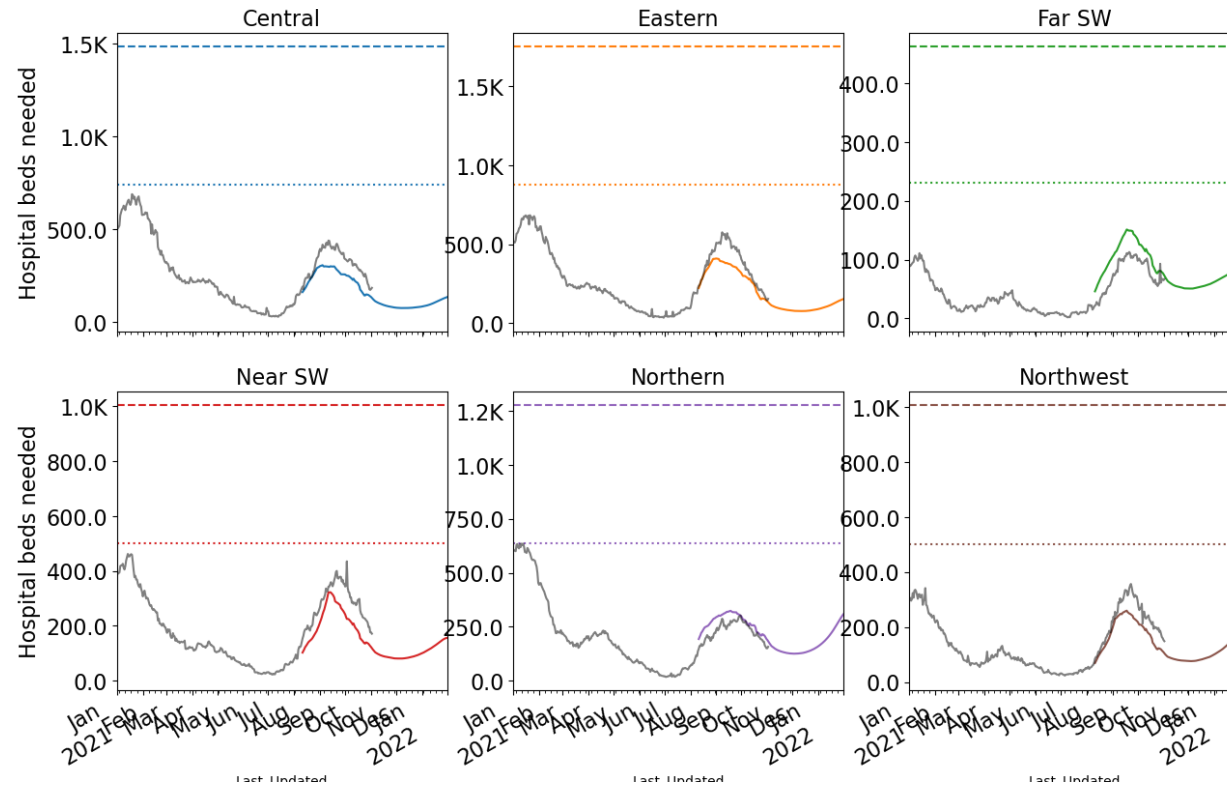 Central Eastern Far SW
Hospital beds needed
1.5K
1.0K
500.0
0.0
1.5K
1.0K
500.0
0.0
400.0
300.0
200.0
100.0
0.0
Near SW Northern Northwest
Hospital beds needed
1.0K
800.0
600.0
400.0
200.0
0.0
1.2K
1.0K
750.0
500.0
250.0
0.0
1.0K
800.0
600.0
400.0
200.0
0.0
Jan 2021 Feb Mar Apr May Jun Jul Aug Sep Oct Nov Dec Jan 2022
Jan 2021 Feb Mar Apr May Jun Jul Aug Sep Oct Nov Dec Jan 2022
Jan 2021 Feb Mar Apr May Jun Jul Aug Sep Oct Nov Dec Jan 2022
Last Updated Last Updated